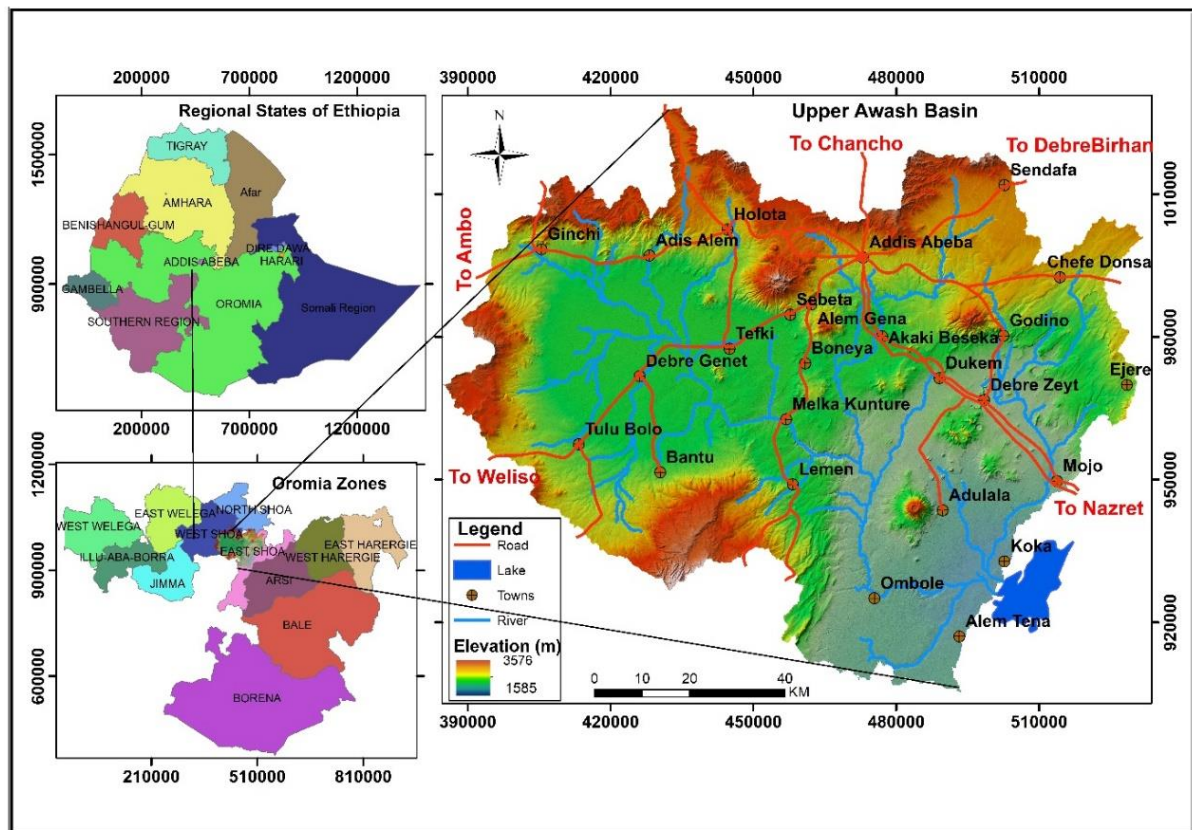 200000 700000 1200000
Regional States of Ethiopia
1500000
900000
TIGRAY
Afar
AMHARA
BENISHANGUL-GUM
DIRE DAWA
ADDIS ABEBA
HARARI
GAMBELLA
OROMIA
Somali Region
SOUTHERN REGION
200000 700000 1200000
1200000
900000
600000
Oromia Zones
EAST WELEGA
NORTH SHOA
WEST WELEGA
WEST SHOA
EAST HARERGIE
ILLU-ABA-BORRA
EAST SHOA
WEST HARERGIE
JIMMA
ARSI
BALE
BORENA
210000 510000 810000
390000 420000 450000 480000 510000
Upper Awash Basin
N
To Chancho
To DebreBirhan
Sendafa
1010000
Holota
Ginchi
Adis Alem
Addis Abeba
To Ambo
Chefe Donsa
Sebeta
Alem Gena
Godino
980000
Tefki
Akaki Beseka
Boneya
Debre Genet
Dukem
Ejere
Debre Zeyt
Melka Kunture
Tulu Bolo
Bantu
Mojo
To Weliso
Lemen
950000
Adulala
To Nazret
Legend
Road
Lake
Towns
River
Elevation (m)
3576
1585
Koka
Ombole
Alem Tena
920000
0 10 20 40
KM
390000 420000 450000 480000 510000